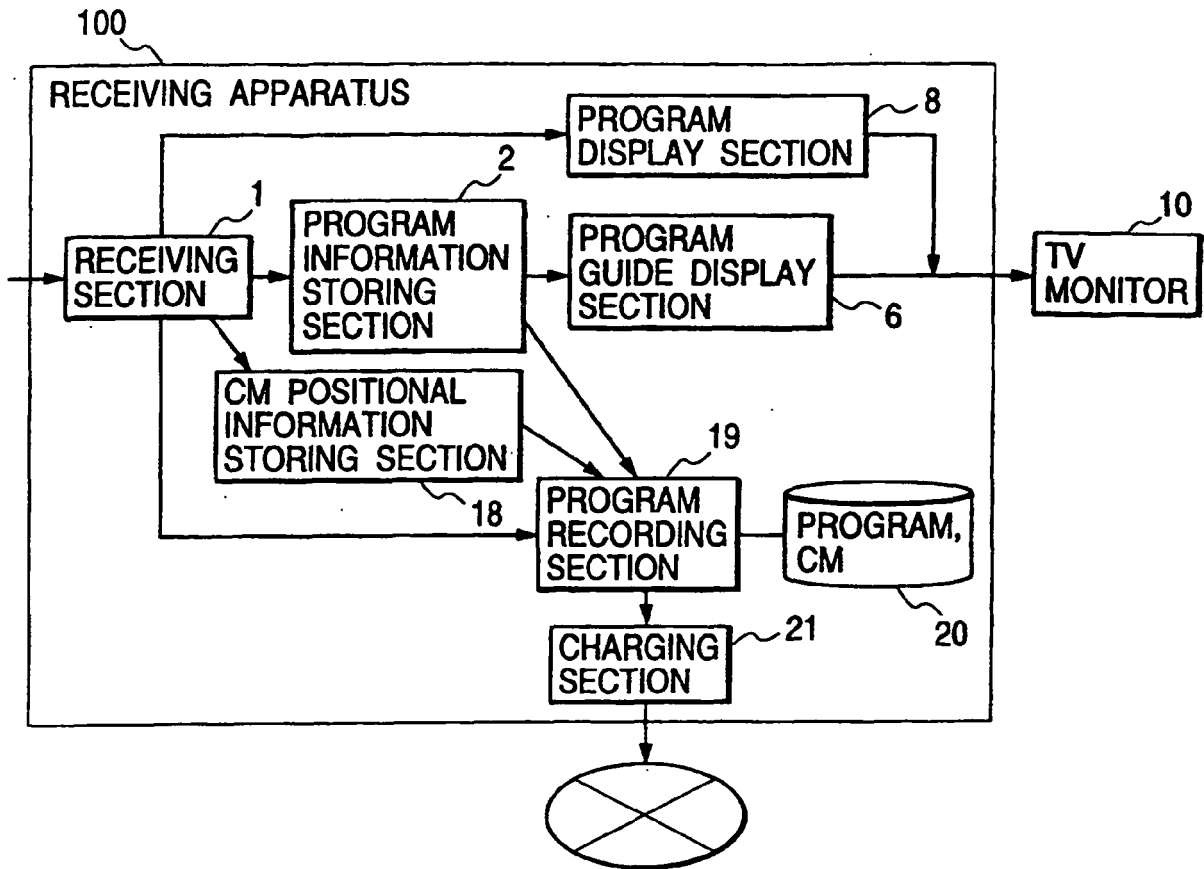 100
RECEIVING APPARATUS
8
PROGRAM
DISPLAY SECTION
2
1
PROGRAM
INFORMATION
STORING
SECTION
RECEIVING
SECTION
PROGRAM
GUIDE DISPLAY
SECTION
6
10
TV
MONITOR
CM POSITIONAL
INFORMATION
STORING SECTION
18
19
PROGRAM
RECORDING
SECTION
PROGRAM,
CM
20
21
CHARGING
SECTION